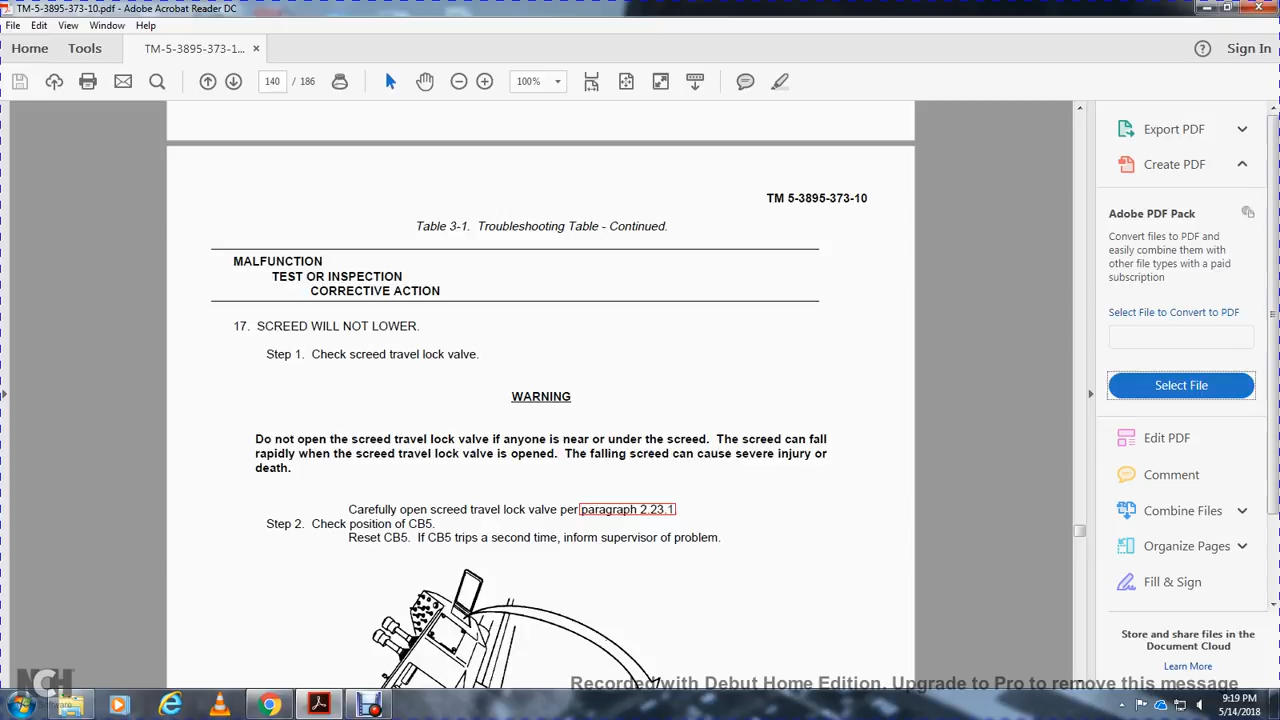 TM-5-3895-373-10.pdf - Adobe Acrobat Reader DC
File Edit View Window Help
Home Tools TM-5-3895-373-1... × Sign In
140 / 186 100%
TM 5-3895-373-10
Table 3-1. Troubleshooting Table - Continued.
MALFUNCTION
TEST OR INSPECTION
CORRECTIVE ACTION
17. SCREED WILL NOT LOWER.
Step 1. Check screed travel lock valve.
WARNING
Do not open the screed travel lock valve if anyone is near or under the screed. The screed can fall
rapidly when the screed travel lock valve is opened. The falling screed can cause severe injury or
death.
Carefully open screed travel lock valve per paragraph 2.23.1
Step 2. Check position of CB5.
Reset CB5. If CB5 trips a second time, inform supervisor of problem.
Export PDF
Create PDF
Adobe PDF Pack
Convert files to PDF and
easily combine them with
other file types with a paid
subscription
Select File to Convert to PDF
Select File
Edit PDF
Comment
Combine Files
Organize Pages
Fill & Sign
Store and share files in the
Document Cloud
Learn More
NCH
Software
Recorded with Debut Home Edition. Upgrade to Pro to remove this message
9:19 PM
5/14/2018